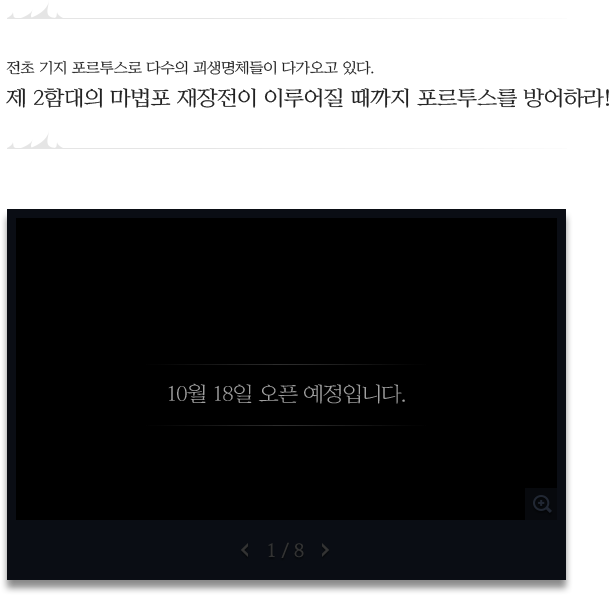 전초 기지 포르투스로 다수의 괴생명체들이 다가오고 있다.
제 2함대의 마법포 재장전이 이루어질 때까지 포르투스를 방어하라!
10월 18일 오픈 예정입니다.
1 / 8